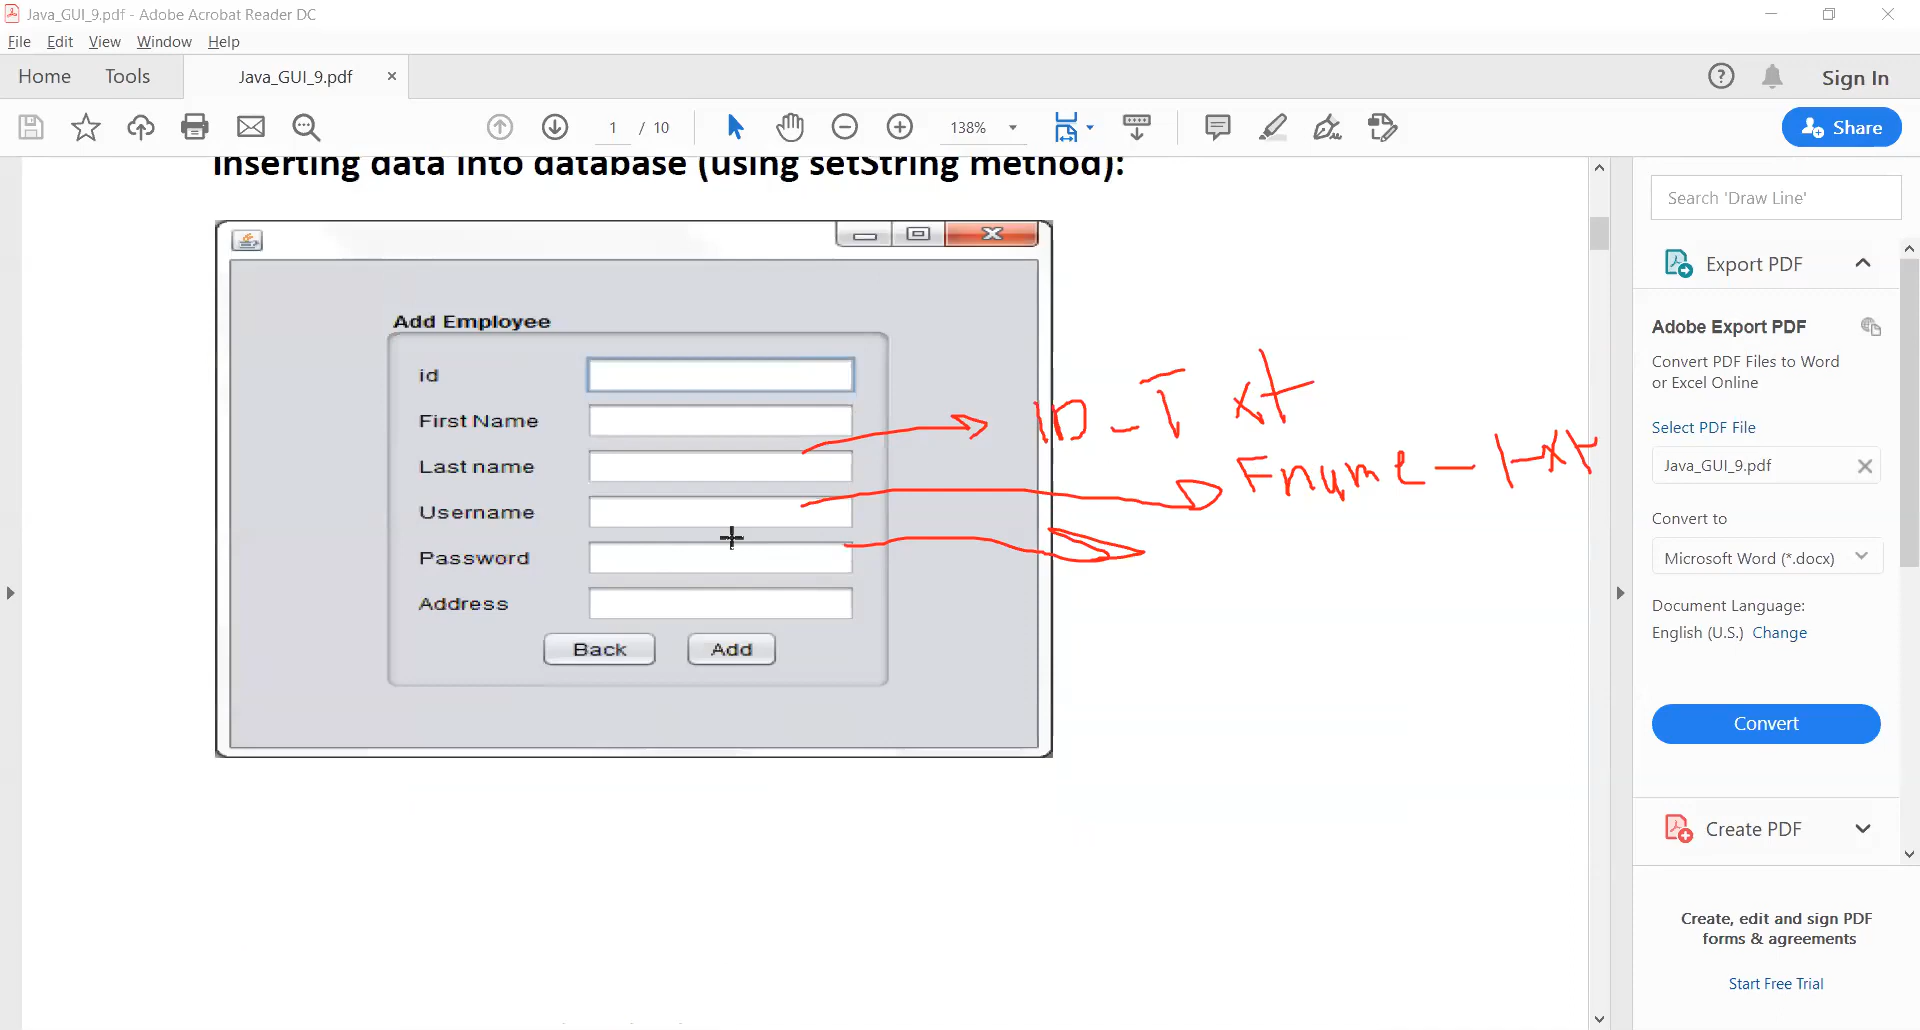 Java_GUI_9.pdf - Adobe Acrobat Reader DC
File Edit View Window Help
Home Tools Java_GUI_9.pdf × Sign In
1 / 10 138% Share
Inserting data into database (using setString method):
Search 'Draw Line'
Export PDF
Adobe Export PDF
Convert PDF Files to Word
or Excel Online
Select PDF File
Java_GUI_9.pdf
Convert to
Microsoft Word (*.docx)
Document Language:
English (U.S.) Change
Convert
Create PDF
Create, edit and sign PDF
forms & agreements
Start Free Trial
Add Employee
id
First Name
Last name
Username
Password
Address
Back Add
ID_Txt
Fname-txt